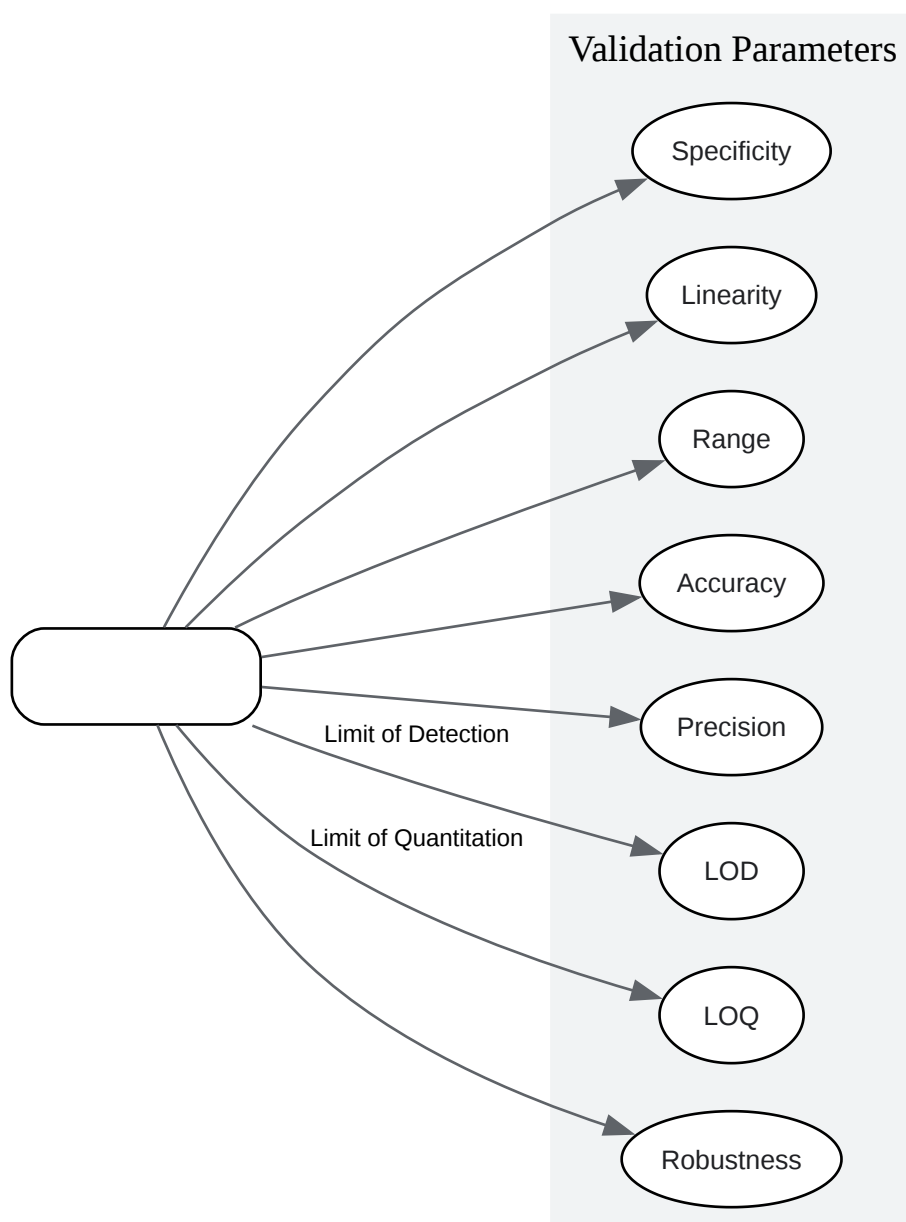 Validation Parameters
Specificity
Linearity
Range
Accuracy
Precision
Limit of Detection
LOD
Limit of Quantitation
LOQ
Robustness